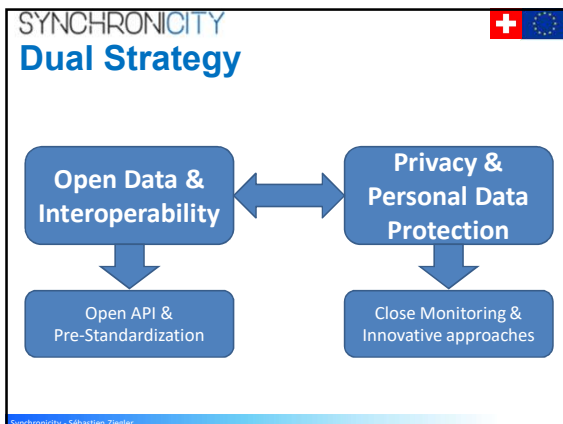 SYNCHRONICITY
Dual Strategy
Open Data &
Interoperability
Privacy &
Personal Data
Protection
Open API &
Pre-Standardization
Close Monitoring &
Innovative approaches
Synchronicity - Sébastien Ziegler